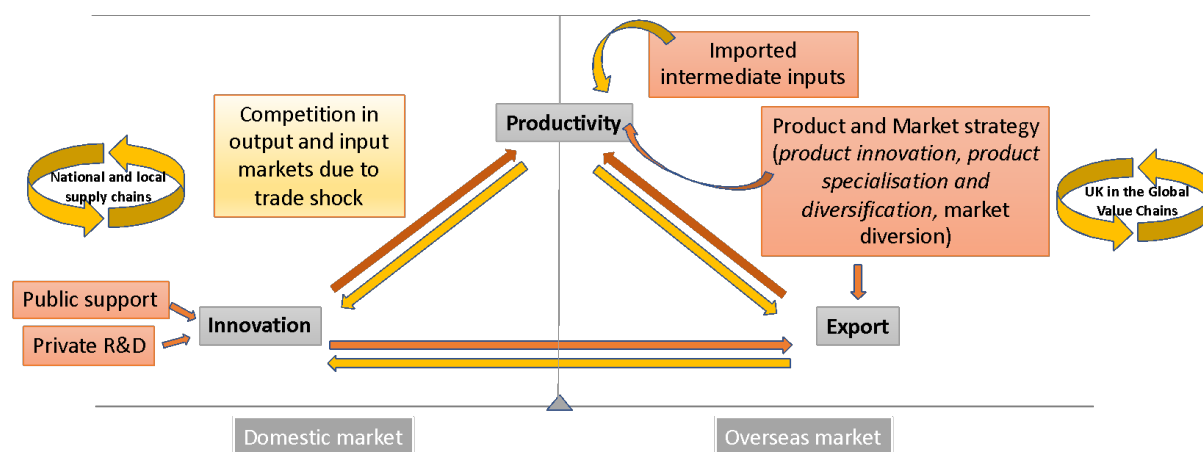 Imported
intermediate inputs
Competition in
output and input
markets due to
trade shock
Productivity
Product and Market strategy
(product innovation, product
specialisation and
diversification, market
diversion)
National and local
supply chains
UK in the Global
Value Chains
Public support
Private R&D
Innovation
Export
Domestic market
Overseas market